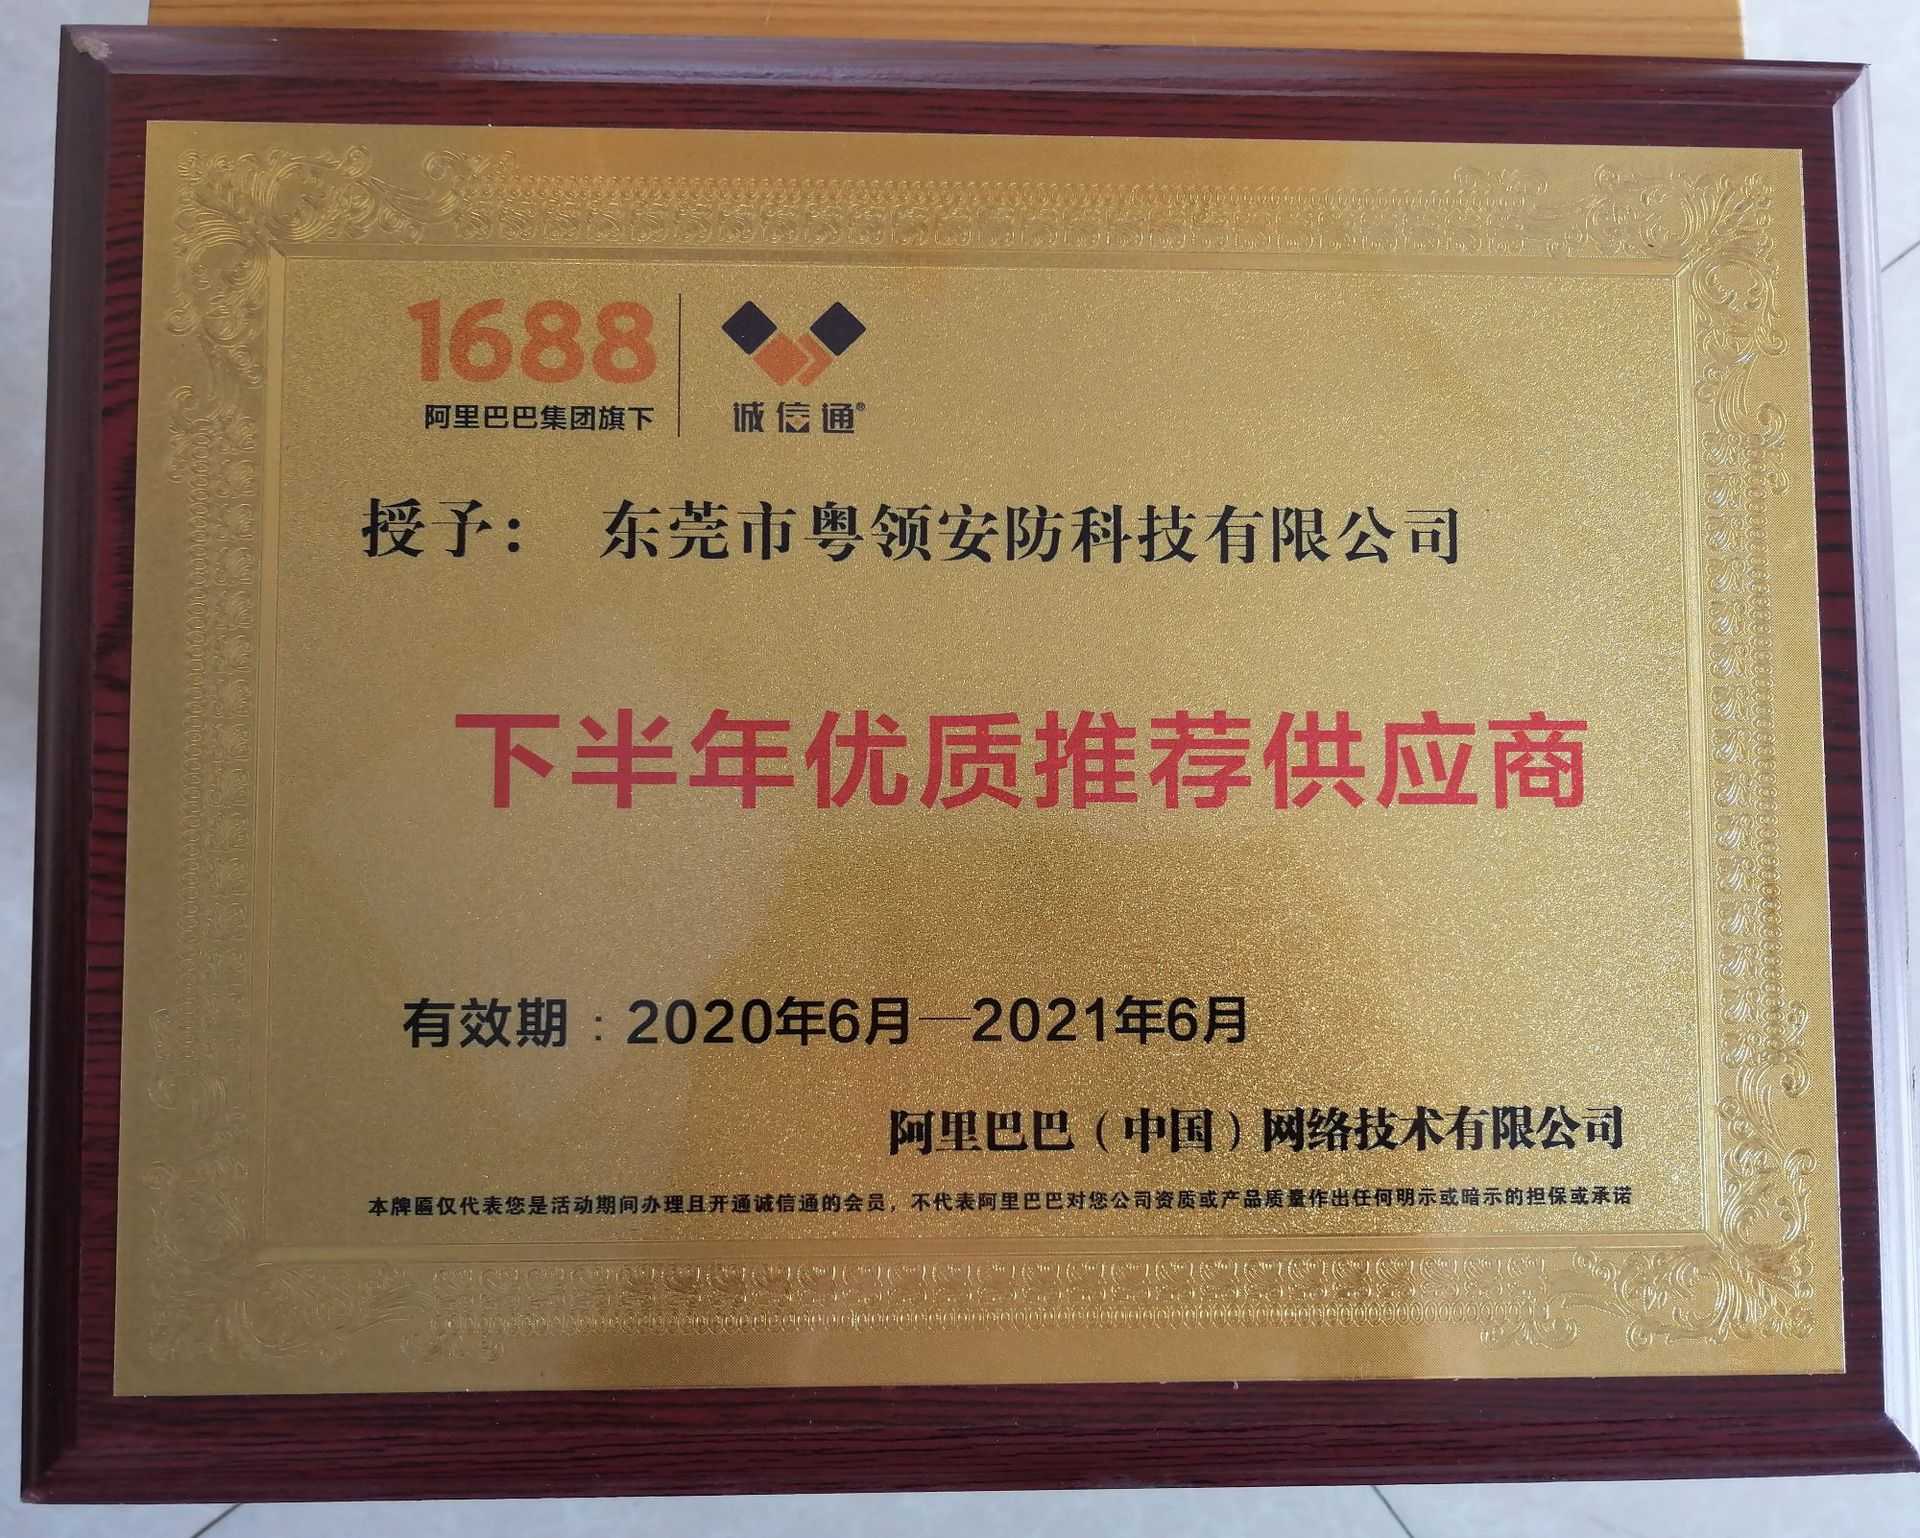 1688
阿里巴巴集团旗下
诚信通®
授予： 东莞市粤领安防科技有限公司
下半年优质推荐供应商
有效期：2020年6月—2021年6月
阿里巴巴（中国）网络技术有限公司
本牌匾仅代表您是活动期间办理且开通诚信通的会员，不代表阿里巴巴对您公司资质或产品质量作出任何明示或暗示的担保或承诺